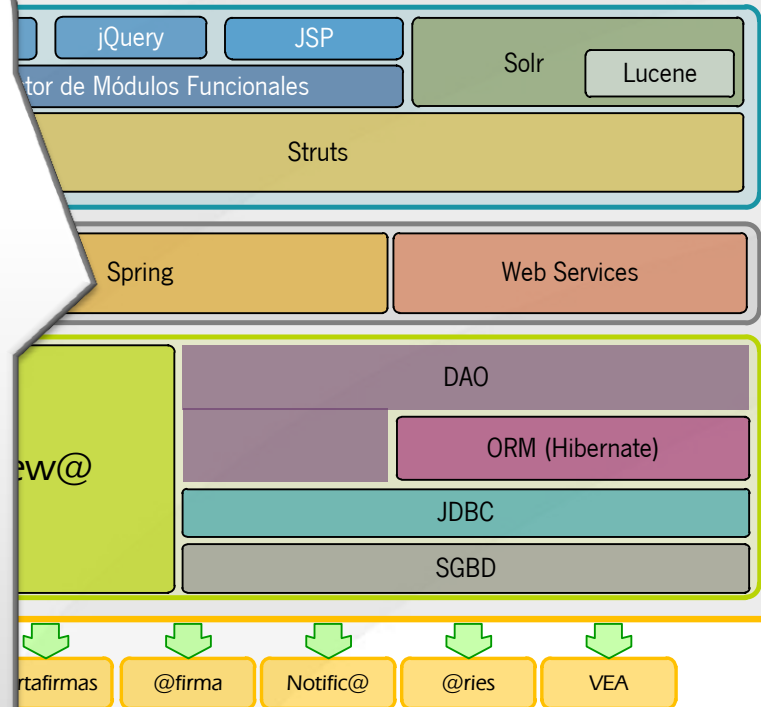 jQuery
JSP
Solr
Lucene
tor de Módulos Funcionales
Struts
Spring
Web Services
DAO
ew@
ORM (Hibernate)
JDBC
SGBD
rtafirmas
@firma
Notific@
@ries
VEA